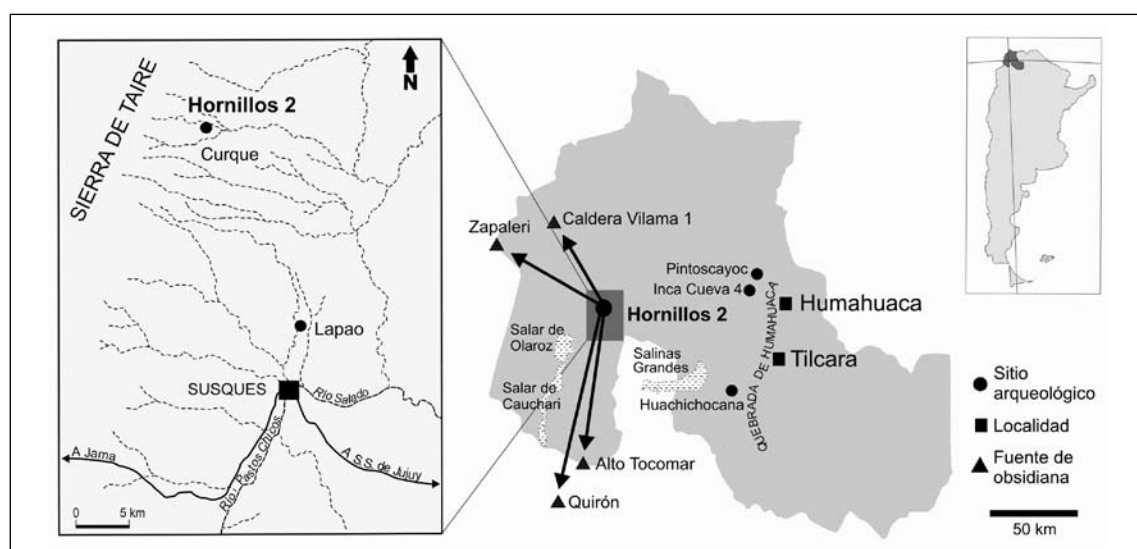 N
SIERRA DE TAIRE
Hornillos 2
Curque
Lapao
SUSQUES
Río Salado
Río Pastos Chicos
A Jama
A S.S. de Jujuy
0 5 km
Caldera Vilama 1
Zapaleri
Pintoscayoc
Inca Cueva 4
Humahuaca
Hornillos 2
Salar de
Olaroz
Salinas
Grandes
Tilcara
QUEBRADA DE HUMAHUACA
Salar de
Cauchari
Huachichocana
Alto Tocomar
Quirón
Sitio
arqueológico
Localidad
Fuente de
obsidiana
50 km